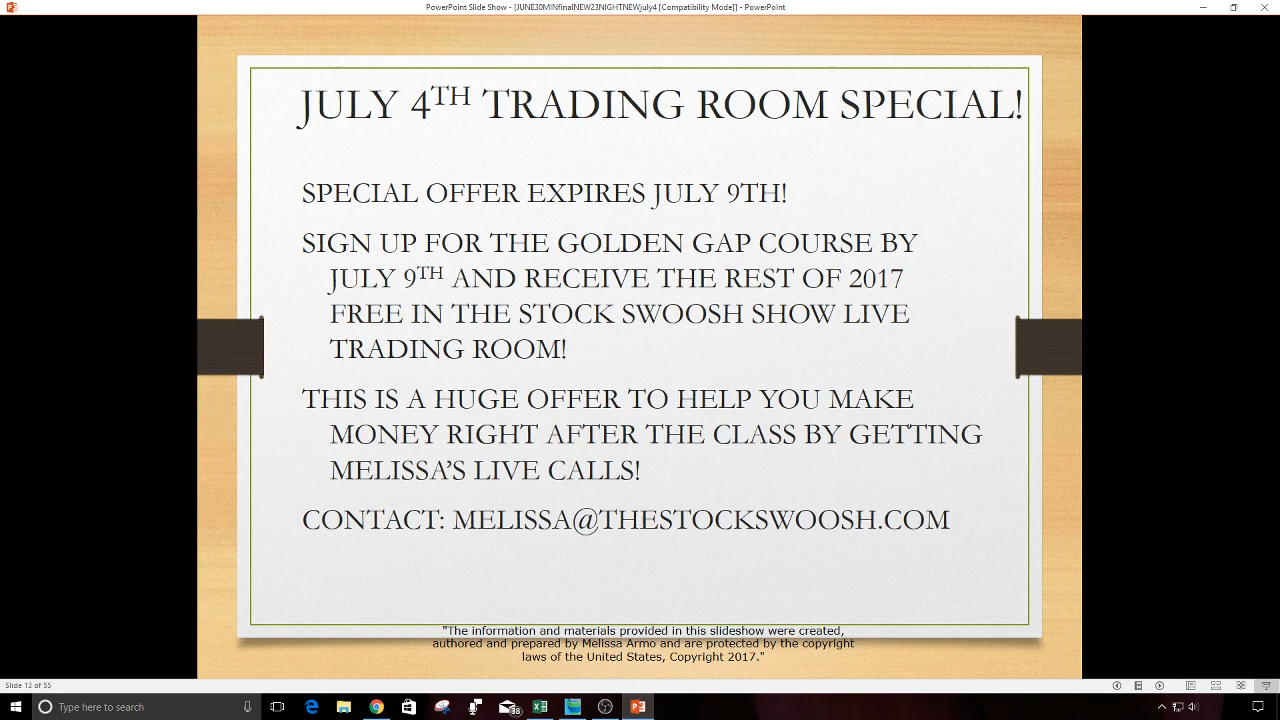 PowerPoint Slide Show - [JUNE30MINfinalNEW23NIGHTNEWjuly4 [Compatibility Mode]] - PowerPoint
JULY 4TH TRADING ROOM SPECIAL!
SPECIAL OFFER EXPIRES JULY 9TH!
SIGN UP FOR THE GOLDEN GAP COURSE BY
JULY 9TH AND RECEIVE THE REST OF 2017
FREE IN THE STOCK SWOOSH SHOW LIVE
TRADING ROOM!
THIS IS A HUGE OFFER TO HELP YOU MAKE
MONEY RIGHT AFTER THE CLASS BY GETTING
MELISSA'S LIVE CALLS!
CONTACT: MELISSA@THESTOCKSWOOSH.COM
"The information and materials provided in this slideshow were created,
authored and prepared by Melissa Armo and are protected by the copyright
laws of the United States, Copyright 2017."
Slide 13 of 55
Type here to search